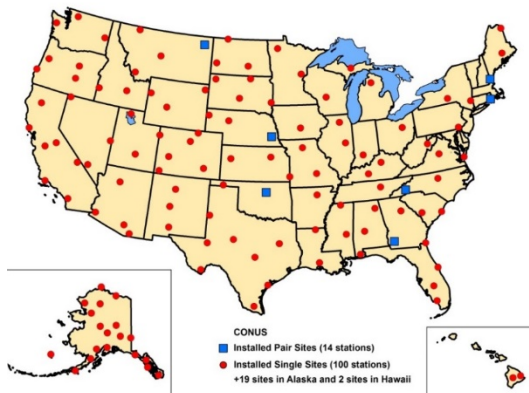 CONUS
Installed Pair Sites (14 stations)
Installed Single Sites (100 stations)
+19 sites in Alaska and 2 sites in Hawaii